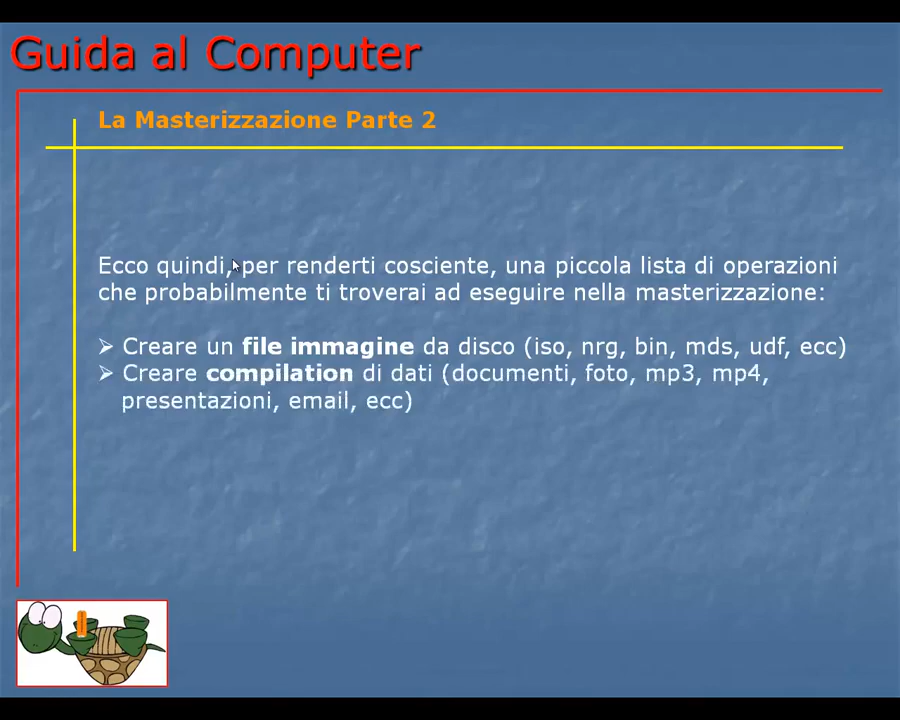 Guida al Computer
La Masterizzazione Parte 2
Ecco quindi, per renderti cosciente, una piccola lista di operazioni
che probabilmente ti troverai ad eseguire nella masterizzazione:
➢ Creare un file immagine da disco (iso, nrg, bin, mds, udf, ecc)
➢ Creare compilation di dati (documenti, foto, mp3, mp4,
presentazioni, email, ecc)